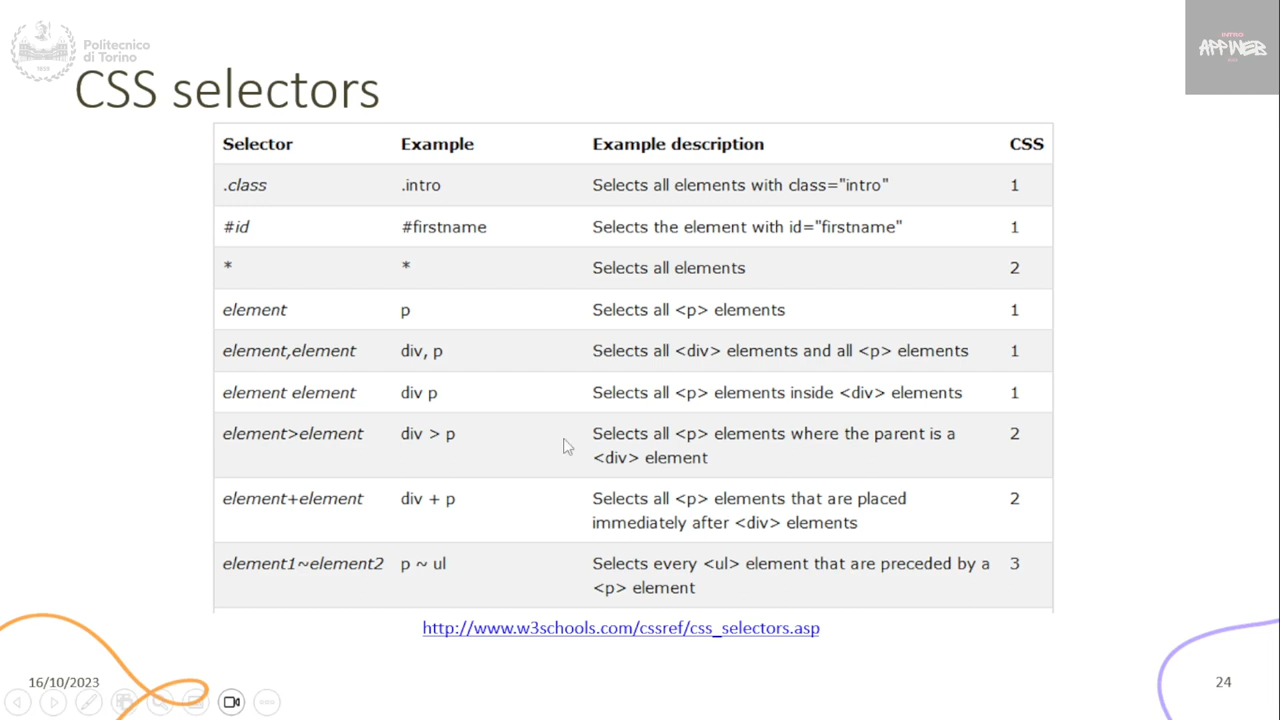 Politecnico
di Torino
1859
INTRO
APPWEB
CSS selectors
Selector Example Example description CSS
.class .intro Selects all elements with class="intro" 1
#id #firstname Selects the element with id="firstname" 1
* * Selects all elements 2
element p Selects all <p> elements 1
element,element div, p Selects all <div> elements and all <p> elements 1
element element div p Selects all <p> elements inside <div> elements 1
element>element div > p Selects all <p> elements where the parent is a 2
<div> element
element+element div + p Selects all <p> elements that are placed 2
immediately after <div> elements
element1~element2 p ~ ul Selects every <ul> element that are preceded by a 3
<p> element
http://www.w3schools.com/cssref/css_selectors.asp
16/10/2023
24